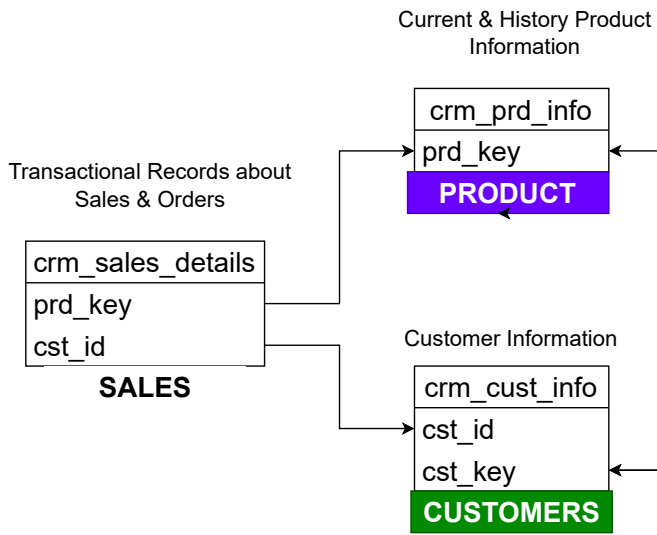 Current & History Product
Information
crm_prd_info
prd_key
PRODUCT
Transactional Records about
Sales & Orders
crm_sales_details
prd_key
cst_id
SALES
Customer Information
crm_cust_info
cst_id
cst_key
CUSTOMERS